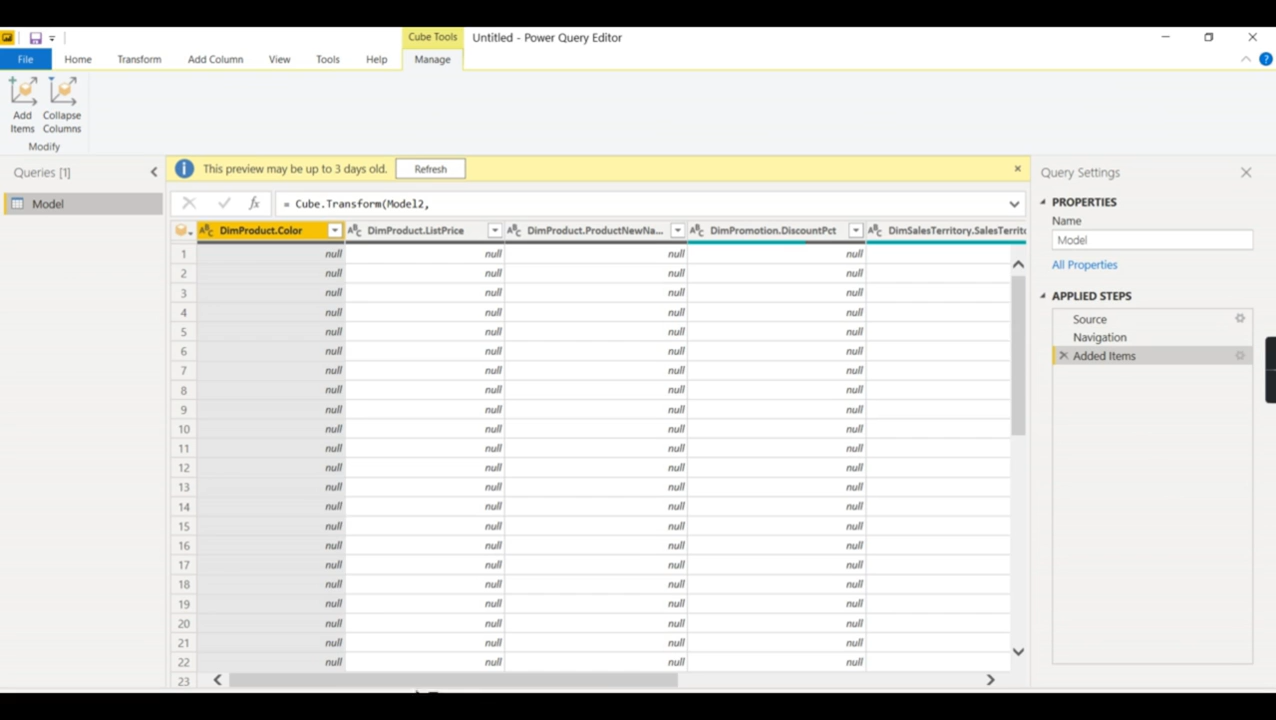 Cube Tools
Untitled - Power Query Editor
File Home Transform Add Column View Tools Help Manage
Add Items
Collapse Columns
Modify
Queries [1]
This preview may be up to 3 days old. Refresh
Query Settings
Model
= Cube.Transform(Model2,
DimProduct.Color DimProduct.ListPrice DimProduct.ProductNewNa... DimPromotion.DiscountPct DimSalesTerritory.SalesTerrito
1 null null null null
2 null null null null
3 null null null null
4 null null null null
5 null null null null
6 null null null null
7 null null null null
8 null null null null
9 null null null null
10 null null null null
11 null null null null
12 null null null null
13 null null null null
14 null null null null
15 null null null null
16 null null null null
17 null null null null
18 null null null null
19 null null null null
20 null null null null
21 null null null null
22 null null null null
23
PROPERTIES
Name
Model
All Properties
APPLIED STEPS
Source
Navigation
Added Items